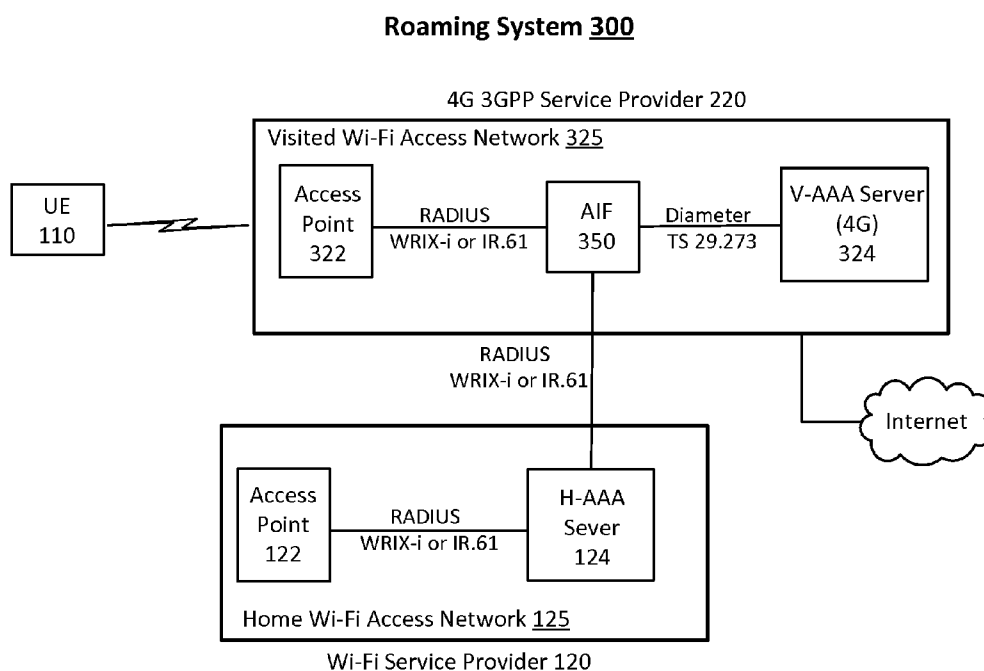 Roaming System 300
4G 3GPP Service Provider 220
Visited Wi-Fi Access Network 325
UE
110
Access
Point
322
RADIUS
WRIX-i or IR.61
AIF
350
Diameter
TS 29.273
V-AAA Server
(4G)
324
RADIUS
WRIX-i or IR.61
Internet
Access
Point
122
RADIUS
WRIX-i or IR.61
H-AAA
Sever
124
Home Wi-Fi Access Network 125
Wi-Fi Service Provider 120